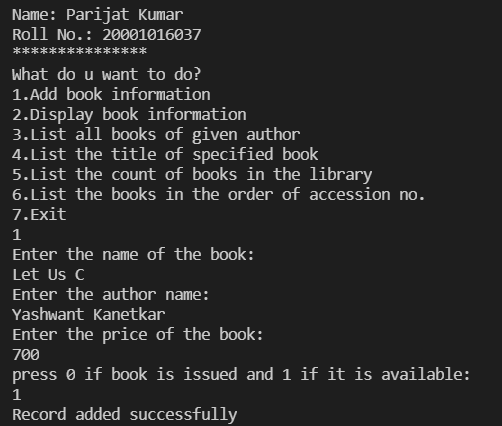 Name: Parijat Kumar
Roll No.: 20001016037
***************
What do u want to do?
1.Add book information
2.Display book information
3.List all books of given author
4.List the title of specified book
5.List the count of books in the library
6.List the books in the order of accession no.
7.Exit
1
Enter the name of the book:
Let Us C
Enter the author name:
Yashwant Kanetkar
Enter the price of the book:
700
press 0 if book is issued and 1 if it is available:
1
Record added successfully